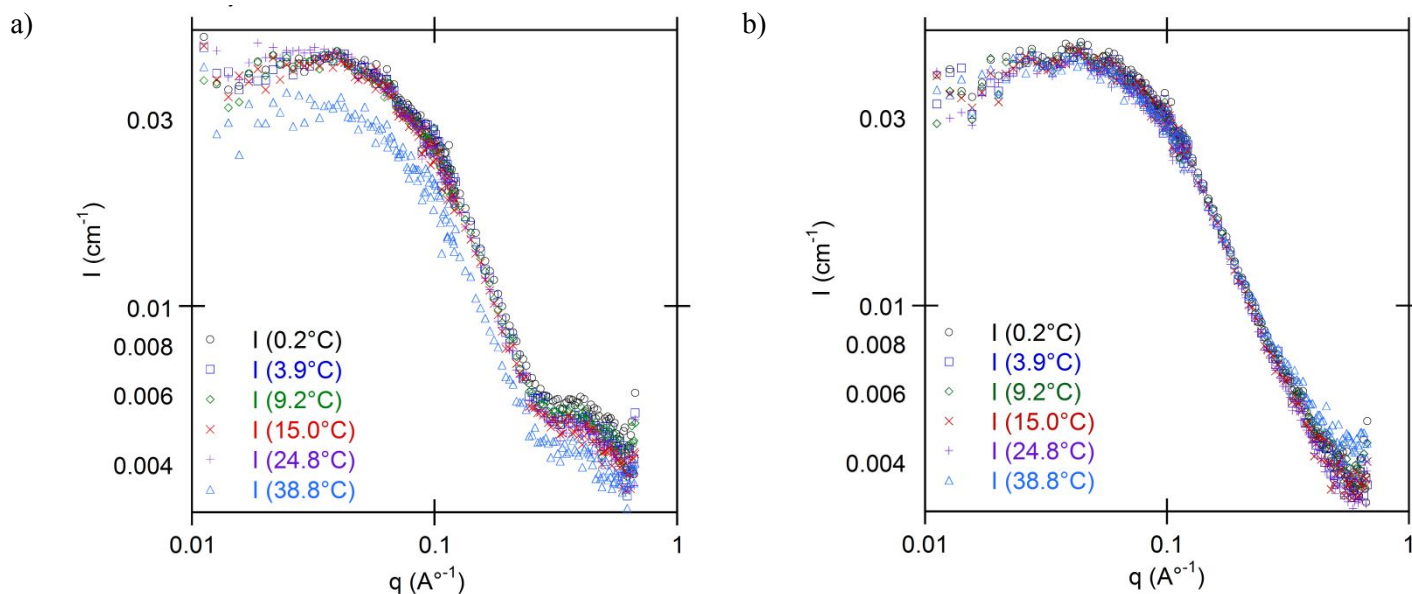 a)
I (cm⁻¹)
0.03
0.01
0.008
0.006
0.004
I (0.2°C)
I (3.9°C)
I (9.2°C)
I (15.0°C)
I (24.8°C)
I (38.8°C)
0.01
0.1
1
q (A°⁻¹)
b)
I (cm⁻¹)
0.03
0.01
0.008
0.006
0.004
I (0.2°C)
I (3.9°C)
I (9.2°C)
I (15.0°C)
I (24.8°C)
I (38.8°C)
0.01
0.1
1
q (A°⁻¹)